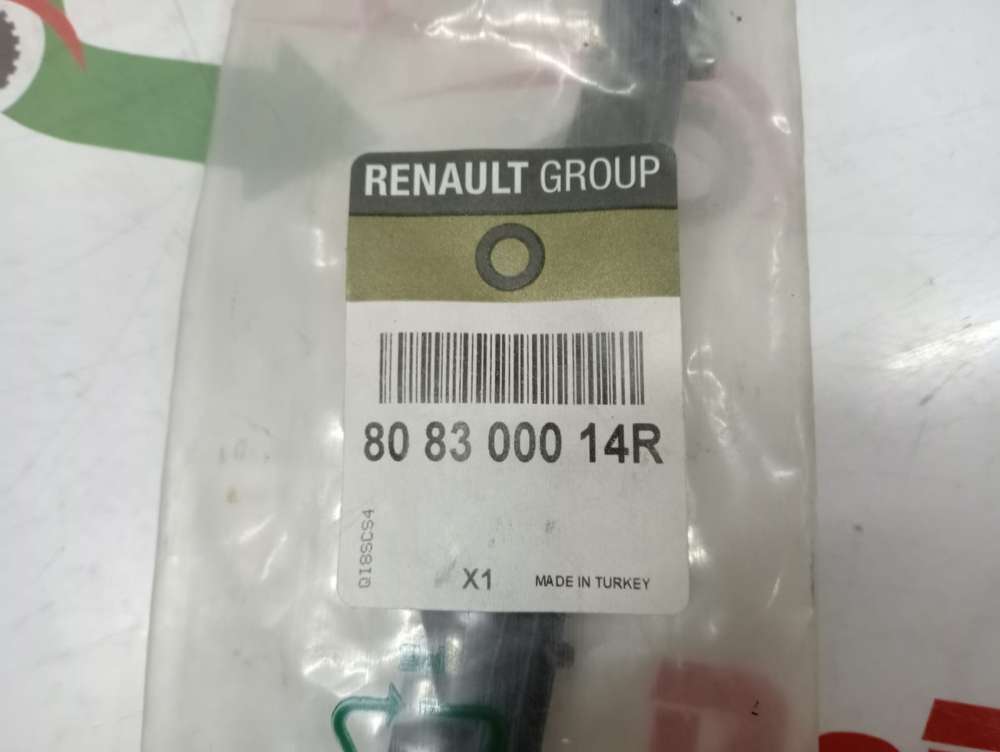 RENAULT GROUP
80 83 000 14R
QI8SCS4
X1
MADE IN TURKEY